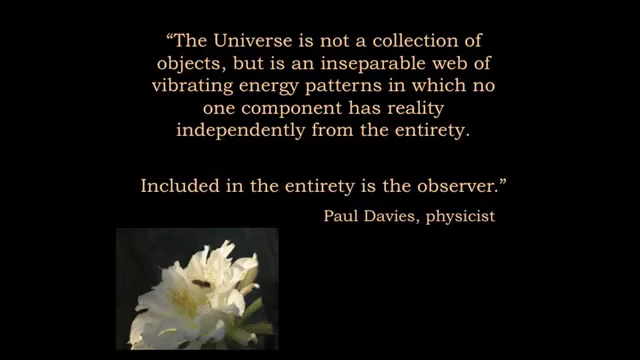 “The Universe is not a collection of
objects, but is an inseparable web of
vibrating energy patterns in which no
one component has reality
independently from the entirety.
Included in the entirety is the observer.”
Paul Davies, physicist